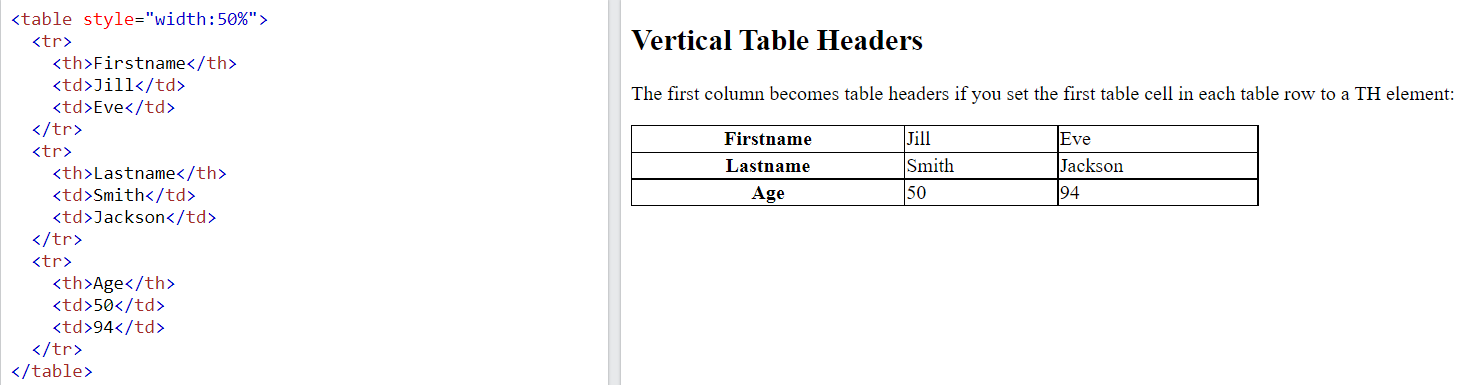 <table style="width:50%">
  <tr>
    <th>Firstname</th>
    <td>Jill</td>
    <td>Eve</td>
  </tr>
  <tr>
    <th>Lastname</th>
    <td>Smith</td>
    <td>Jackson</td>
  </tr>
  <tr>
    <th>Age</th>
    <td>50</td>
    <td>94</td>
  </tr>
</table>
Vertical Table Headers
The first column becomes table headers if you set the first table cell in each table row to a TH element:
Firstname Jill Eve
Lastname Smith Jackson
Age 50 94